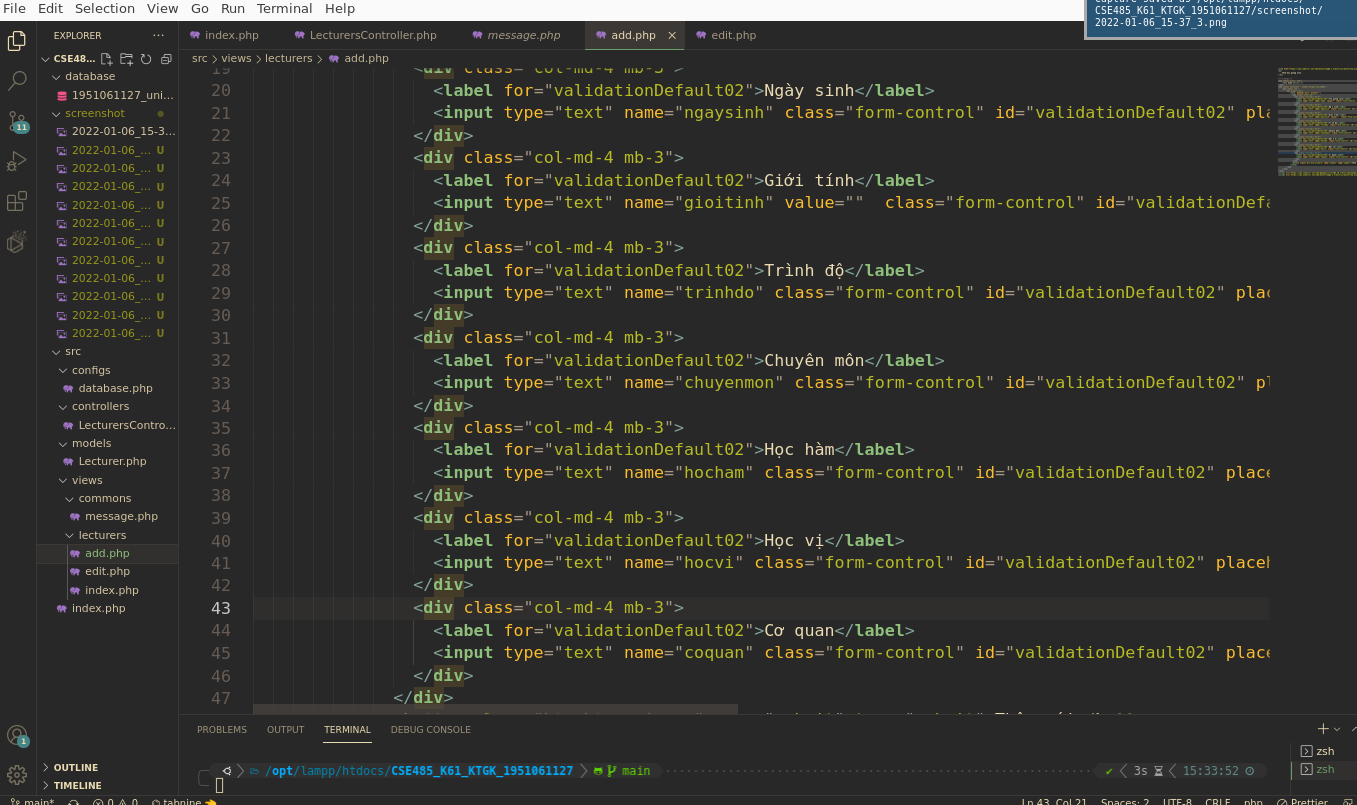 File Edit Selection View Go Run Terminal Help
CSE485_K61_KTGK_1951061127/screenshot/
2022-01-06_15-37_3.png
EXPLORER ...
index.php LecturersController.php message.php add.php × edit.php
CSE48...
src > views > lecturers > add.php
database
1951061127_uni...
screenshot
2022-01-06_15-3...
2022-01-06_... U
2022-01-06_... U
2022-01-06_... U
2022-01-06_... U
2022-01-06_... U
2022-01-06_... U
2022-01-06_... U
2022-01-06_... U
2022-01-06_... U
2022-01-06_... U
2022-01-06_... U
src
configs
database.php
controllers
LecturersContro...
models
Lecturer.php
views
commons
message.php
lecturers
add.php
edit.php
index.php
index.php
OUTLINE
TIMELINE
11
1
19 <div class="col-md-4 mb-3">
20 <label for="validationDefault02">Ngày sinh</label>
21 <input type="text" name="ngaysinh" class="form-control" id="validationDefault02" pla
22 </div>
23 <div class="col-md-4 mb-3">
24 <label for="validationDefault02">Giới tính</label>
25 <input type="text" name="gioitinh" value=""  class="form-control" id="validationDefa
26 </div>
27 <div class="col-md-4 mb-3">
28 <label for="validationDefault02">Trình độ</label>
29 <input type="text" name="trinhdo" class="form-control" id="validationDefault02" plac
30 </div>
31 <div class="col-md-4 mb-3">
32 <label for="validationDefault02">Chuyên môn</label>
33 <input type="text" name="chuyenmon" class="form-control" id="validationDefault02" pl
34 </div>
35 <div class="col-md-4 mb-3">
36 <label for="validationDefault02">Học hàm</label>
37 <input type="text" name="hocham" class="form-control" id="validationDefault02" place
38 </div>
39 <div class="col-md-4 mb-3">
40 <label for="validationDefault02">Học vị</label>
41 <input type="text" name="hocvi" class="form-control" id="validationDefault02" placeh
42 </div>
43 <div class="col-md-4 mb-3">
44 <label for="validationDefault02">Cơ quan</label>
45 <input type="text" name="coquan" class="form-control" id="validationDefault02" place
46 </div>
47 </div>
PROBLEMS OUTPUT TERMINAL DEBUG CONSOLE
/opt/lampp/htdocs/CSE485_K61_KTGK_1951061127 main 3s 15:33:52
zsh
zsh
main* 0 0 tabnine Ln 43, Col 21 Spaces: 2 UTF-8 CRLF php Prettier